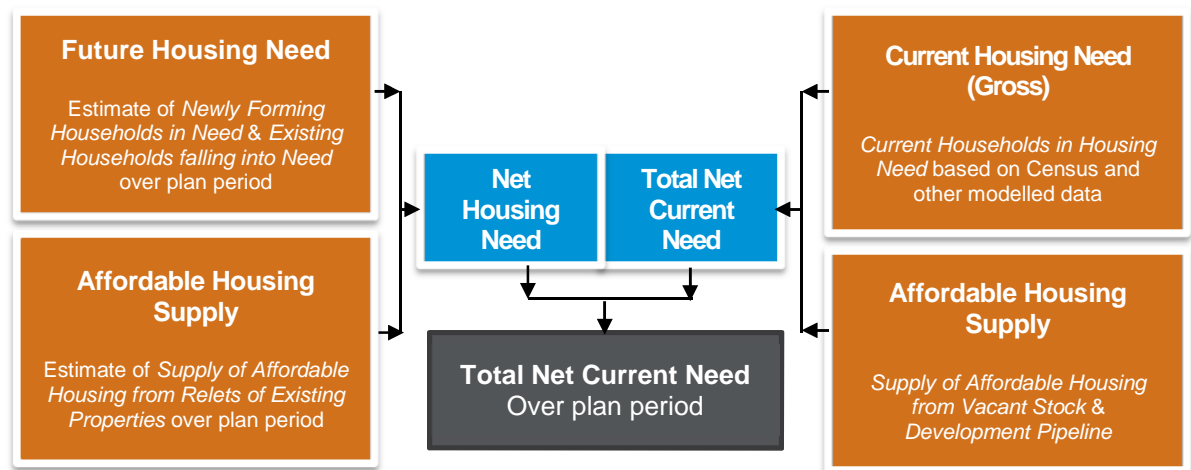 Future Housing Need
Estimate of Newly Forming
Households in Need & Existing
Households falling into Need
over plan period
Affordable Housing
Supply
Estimate of Supply of Affordable
Housing from Relets of Existing
Properties over plan period
Net
Housing
Need
Total Net
Current
Need
Total Net Current Need
Over plan period
Current Housing Need
(Gross)
Current Households in Housing
Need based on Census and
other modelled data
Affordable Housing
Supply
Supply of Affordable Housing
from Vacant Stock &
Development Pipeline